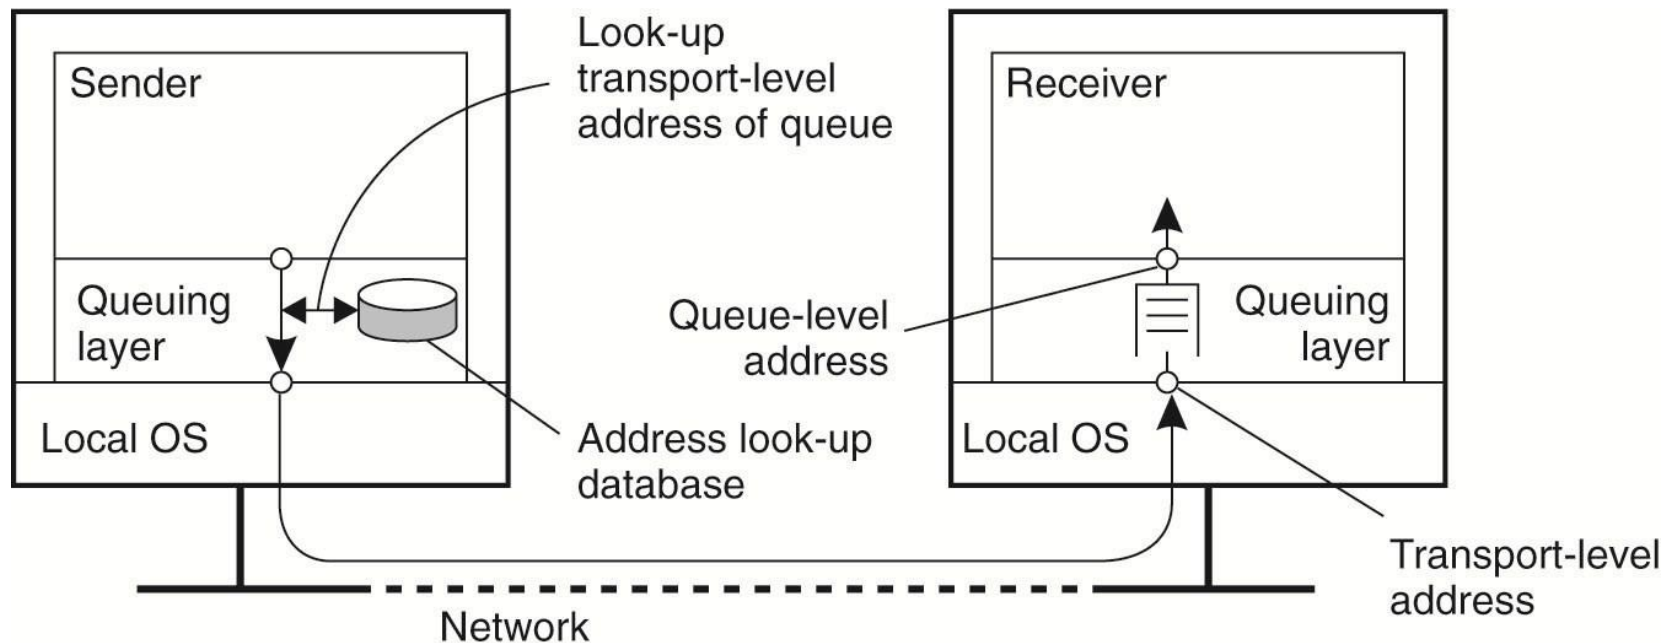 Sender
Look-up
transport-level
address of queue
Receiver
Queuing
layer
Queue-level
address
Queuing
layer
Local OS
Address look-up
database
Local OS
Transport-level
address
Network